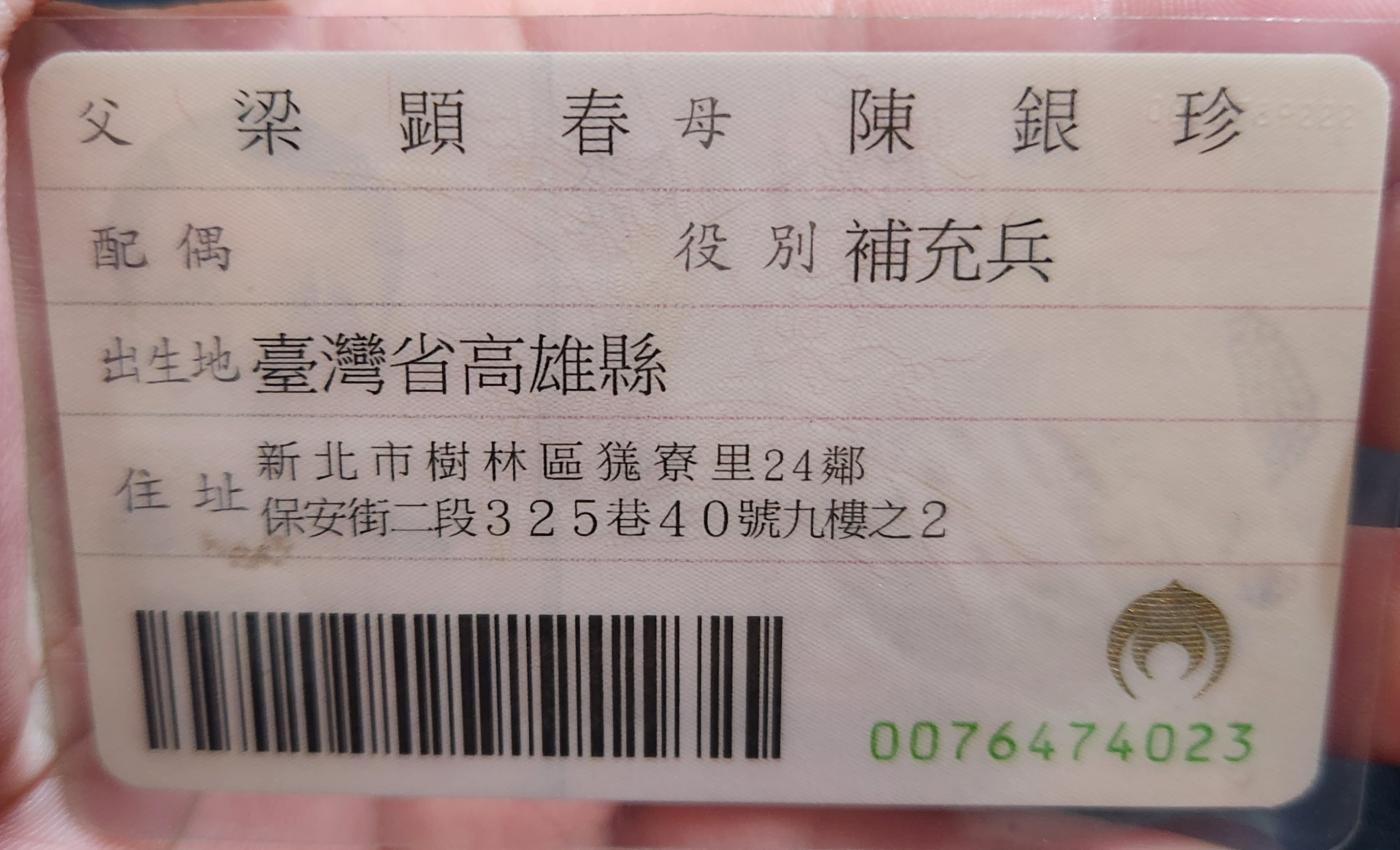 父 梁顕春 母 陳銀珍
配偶 役別 補充兵
出生地 臺灣省高雄縣
住址 新北市樹林區猐寮里24鄰
保安街二段325巷40號九樓之2
0076474023